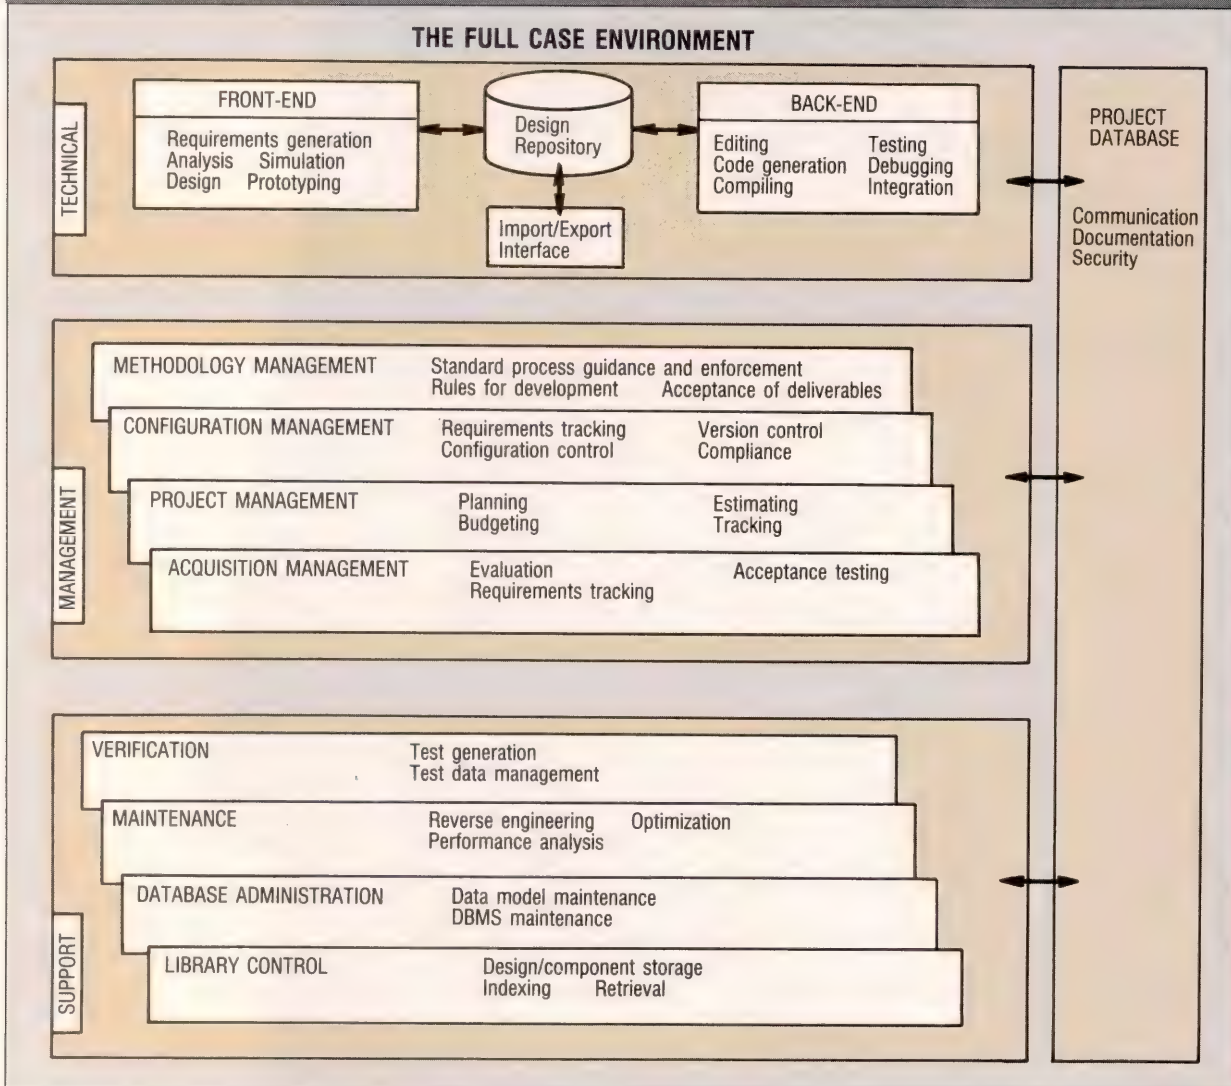 THE FULL CASE ENVIRONMENT
TECHNICAL
FRONT-END
Requirements generation
Analysis Simulation
Design Prototyping
Design
Repository
Import/Export
Interface
BACK-END
Editing Testing
Code generation Debugging
Compiling Integration
PROJECT
DATABASE
Communication
Documentation
Security
MANAGEMENT
METHODOLOGY MANAGEMENT Standard process guidance and enforcement
Rules for development Acceptance of deliverables
CONFIGURATION MANAGEMENT Requirements tracking Version control
Configuration control Compliance
PROJECT MANAGEMENT Planning Estimating
Budgeting Tracking
ACQUISITION MANAGEMENT Evaluation Acceptance testing
Requirements tracking
SUPPORT
VERIFICATION Test generation
Test data management
MAINTENANCE Reverse engineering Optimization
Performance analysis
DATABASE ADMINISTRATION Data model maintenance
DBMS maintenance
LIBRARY CONTROL Design/component storage
Indexing Retrieval